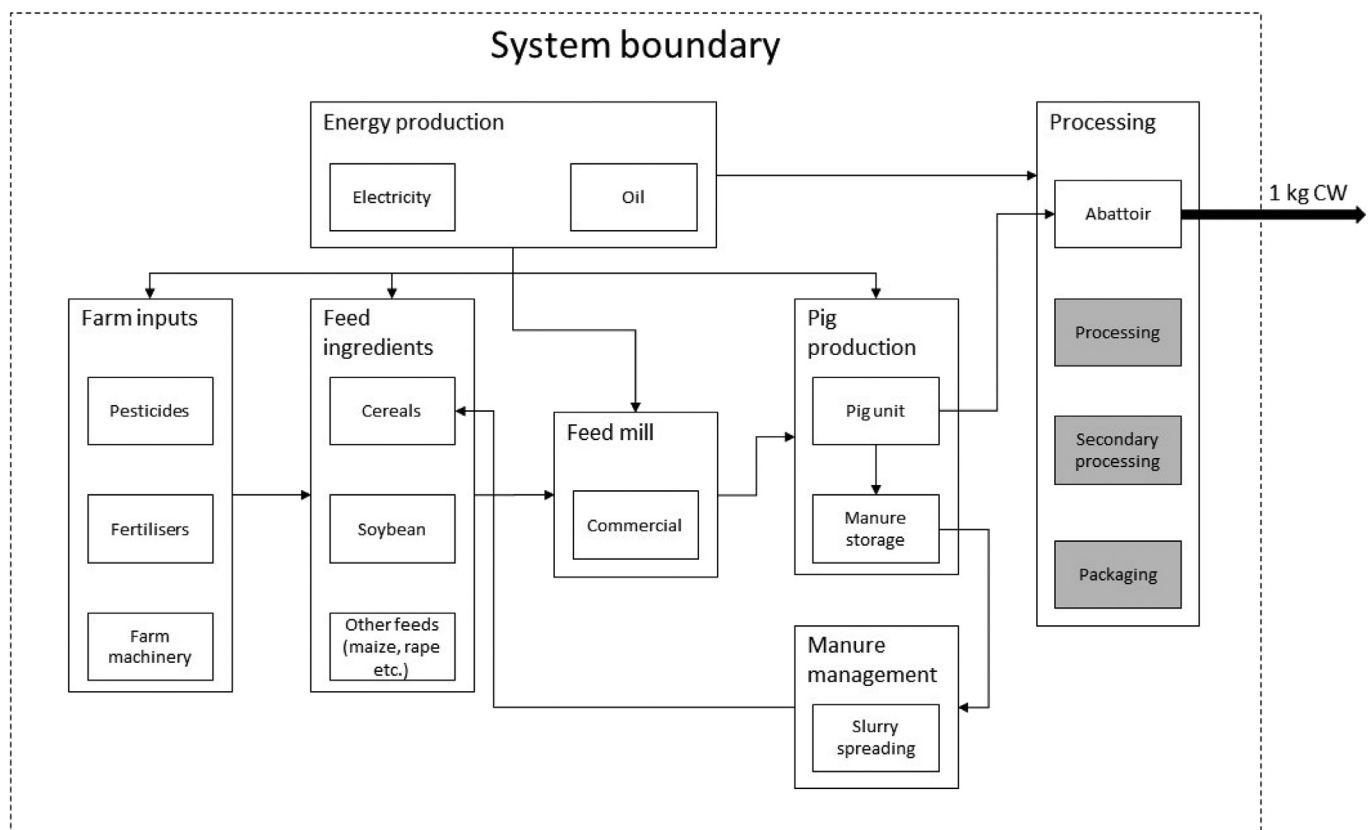 System boundary
Energy production
Electricity
Oil
Processing
Abattoir
1 kg CW
Processing
Secondary
processing
Packaging
Farm inputs
Pesticides
Fertilisers
Farm
machinery
Feed
ingredients
Cereals
Soybean
Other feeds
(maize, rape
etc.)
Feed mill
Commercial
Pig
production
Pig unit
Manure
storage
Manure
management
Slurry
spreading